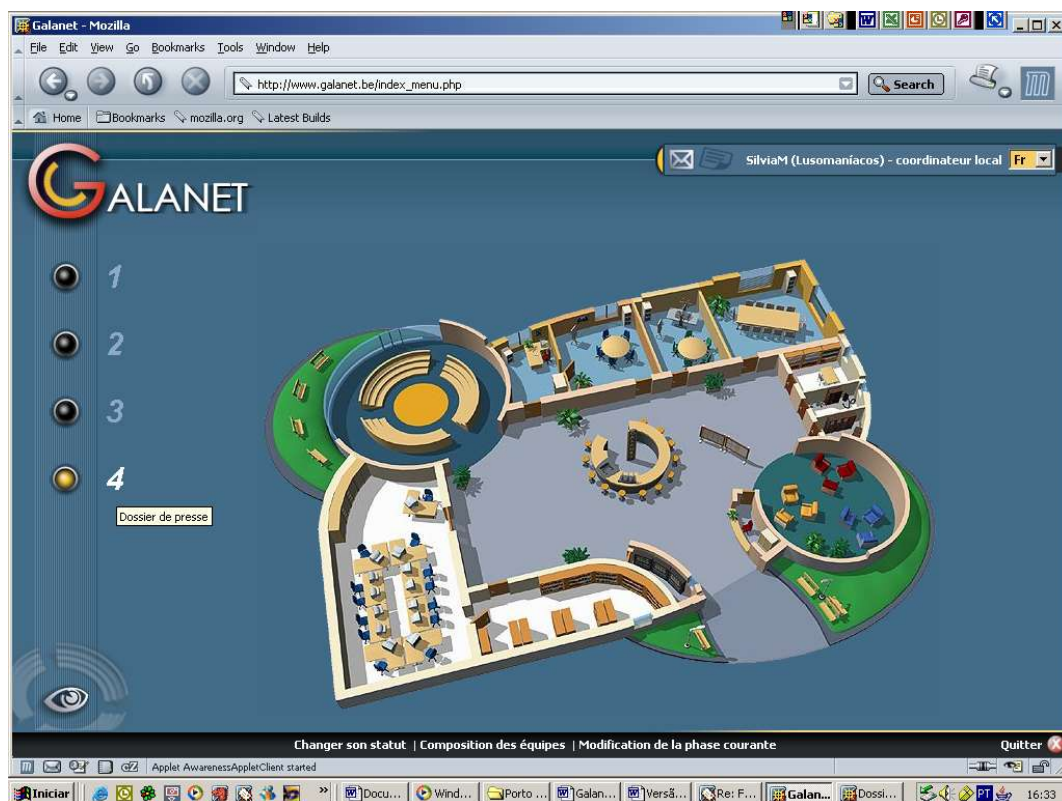 Galanet - Mozilla
File Edit View Go Bookmarks Tools Window Help
http://www.galanet.be/index_menu.php
Search
Home Bookmarks mozilla.org Latest Builds
GALANET
SilviaM (Lusomaníacos) - coordinateur local Fr
1
2
3
4
Dossier de presse
Changer son statut | Composition des équipes | Modification de la phase courante
Quitter
Applet AwarenessAppletClient started
Iniciar » Docu... Wind... Porto ... Galan... Versã... Re: F... Galan... Dossi... PT 16:33